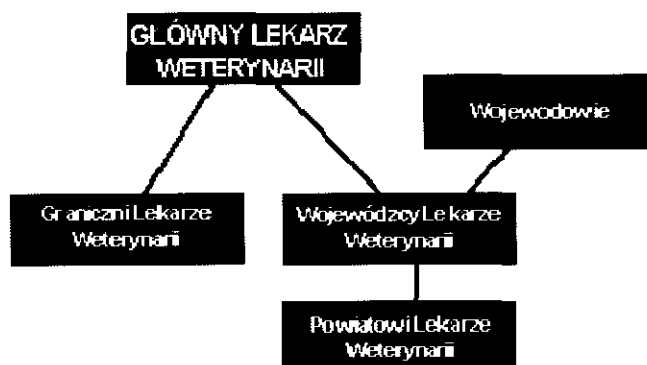 GŁÓWNY LEKARZ
WETERYNARII
Wojewodowie
Graniczni Lekarze
Weterynarii
Wojewódzcy Lekarze
Weterynarii
Powiatowi Lekarze
Weterynarii